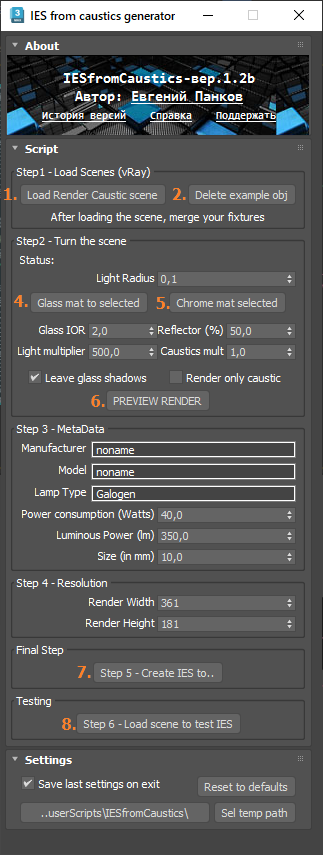 3 IES from caustics generator
About
IESfromCaustics-вер.1.2b
Автор: Евгений Панков
История версий Справка Поддержать
Script
Step1 - Load Scenes (vRay)
1. Load Render Caustic scene 2. Delete example obj
After loading the scene, merge your fixtures
Step2 - Turn the scene
Status:
Light Radius 0,1
4. Glass mat to selected 5. Chrome mat selected
Glass IOR 2,0 Reflector (%) 50,0
Light multiplier 500,0 Caustics mult 1,0
Leave glass shadows Render only caustic
6. PREVIEW RENDER
Step 3 - MetaData
Manufacturer noname
Model noname
Lamp Type Galogen
Power consumption (Watts) 40,0
Luminous Power (lm) 350,0
Size (in mm) 10,0
Step 4 - Resolution
Render Width 361
Render Height 181
Final Step
7. Step 5 - Create IES to..
Testing
8. Step 6 - Load scene to test IES
Settings
Save last settings on exit Reset to defaults
..userScripts\IESfromCaustics\ Sel temp path